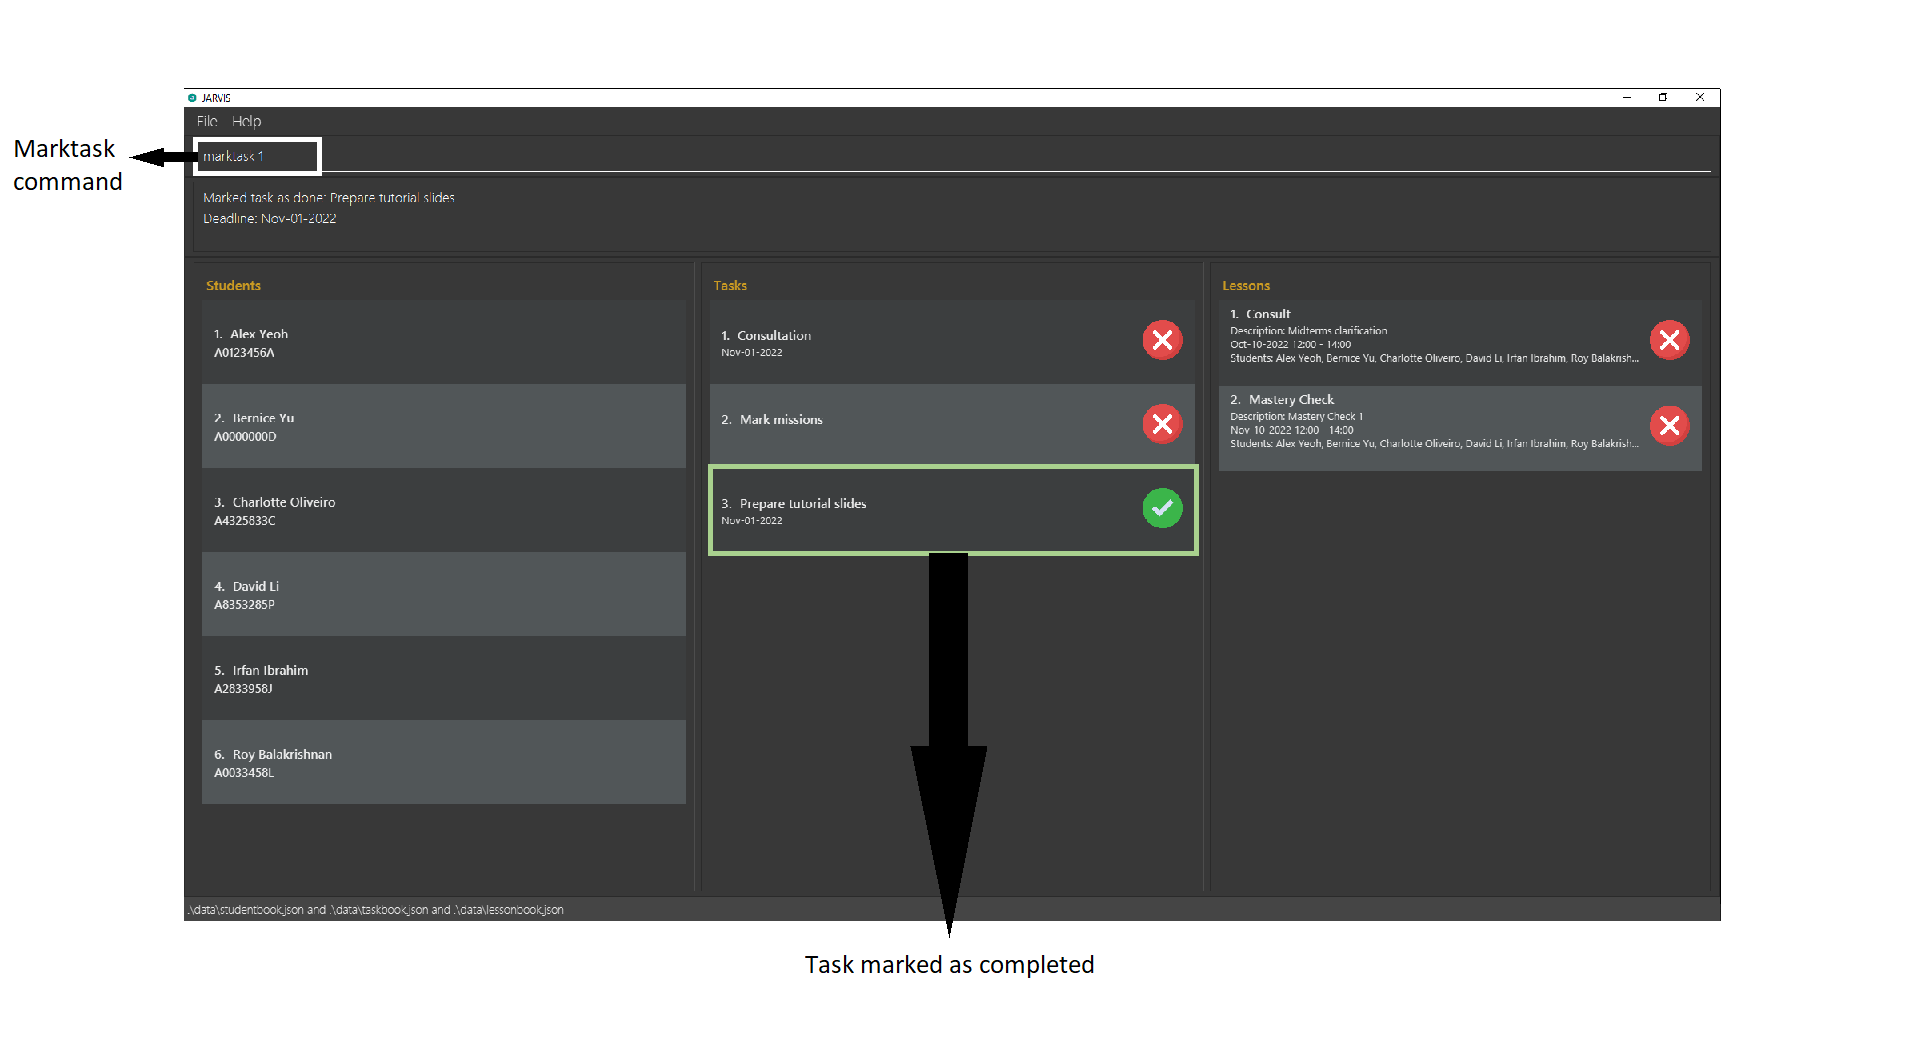 JARVIS
File Help
Marktask
command
marktask 1
Marked task as done: Prepare tutorial slides
Deadline: Nov-01-2022
Students
1. Alex Yeoh
A0123456A
2. Bernice Yu
A0000000D
3. Charlotte Oliveiro
A4325833C
4. David Li
A8353285P
5. Irfan Ibrahim
A2833958J
6. Roy Balakrishnan
A0033458L
Tasks
1. Consultation
Nov-01-2022
2. Mark missions
3. Prepare tutorial slides
Nov-01-2022
Lessons
1. Consult
Description: Midterms clarification
Oct-10-2022 12:00 - 14:00
Students: Alex Yeoh, Bernice Yu, Charlotte Oliveiro, David Li, Irfan Ibrahim, Roy Balakrish...
2. Mastery Check
Description: Mastery Check 1
Nov-10-2022 12:00 - 14:00
Students: Alex Yeoh, Bernice Yu, Charlotte Oliveiro, David Li, Irfan Ibrahim, Roy Balakrish...
.\data\studentbook.json and .\data\taskbook.json and .\data\lessonbook.json
Task marked as completed